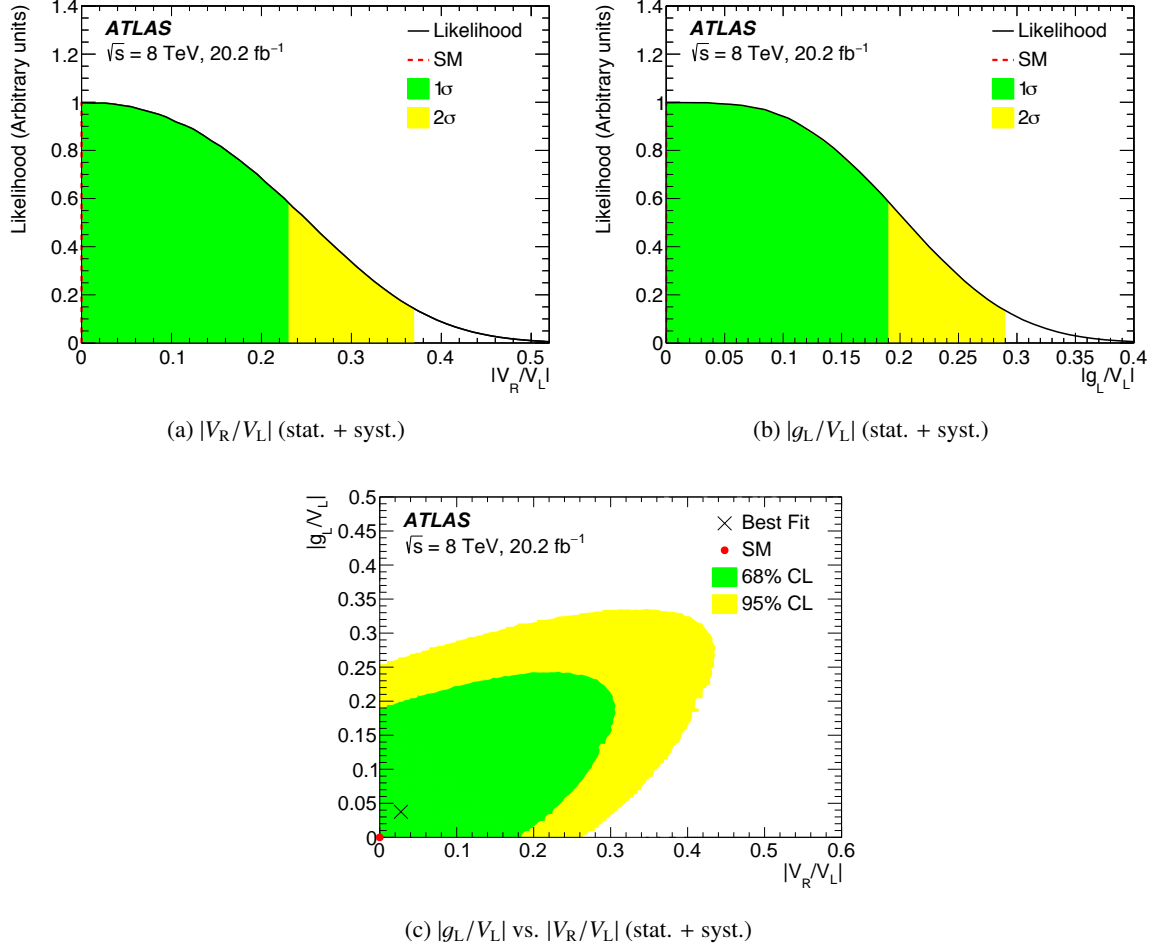 Likelihood (Arbitrary units)
1.4
1.2
1
0.8
0.6
0.4
0.2
0
ATLAS
√s = 8 TeV, 20.2 fb⁻¹
Likelihood
SM
1σ
2σ
0 0.1 0.2 0.3 0.4 0.5
|V_R/V_L|
(a) |V_R/V_L| (stat. + syst.)
Likelihood (Arbitrary units)
1.4
1.2
1
0.8
0.6
0.4
0.2
0
ATLAS
√s = 8 TeV, 20.2 fb⁻¹
Likelihood
SM
1σ
2σ
0 0.05 0.1 0.15 0.2 0.25 0.3 0.35 0.4
|g_L/V_L|
(b) |g_L/V_L| (stat. + syst.)
|g_L/V_L|
0.5
0.45
0.4
0.35
0.3
0.25
0.2
0.15
0.1
0.05
0
ATLAS
√s = 8 TeV, 20.2 fb⁻¹
Best Fit
SM
68% CL
95% CL
0 0.1 0.2 0.3 0.4 0.5 0.6
|V_R/V_L|
(c) |g_L/V_L| vs. |V_R/V_L| (stat. + syst.)